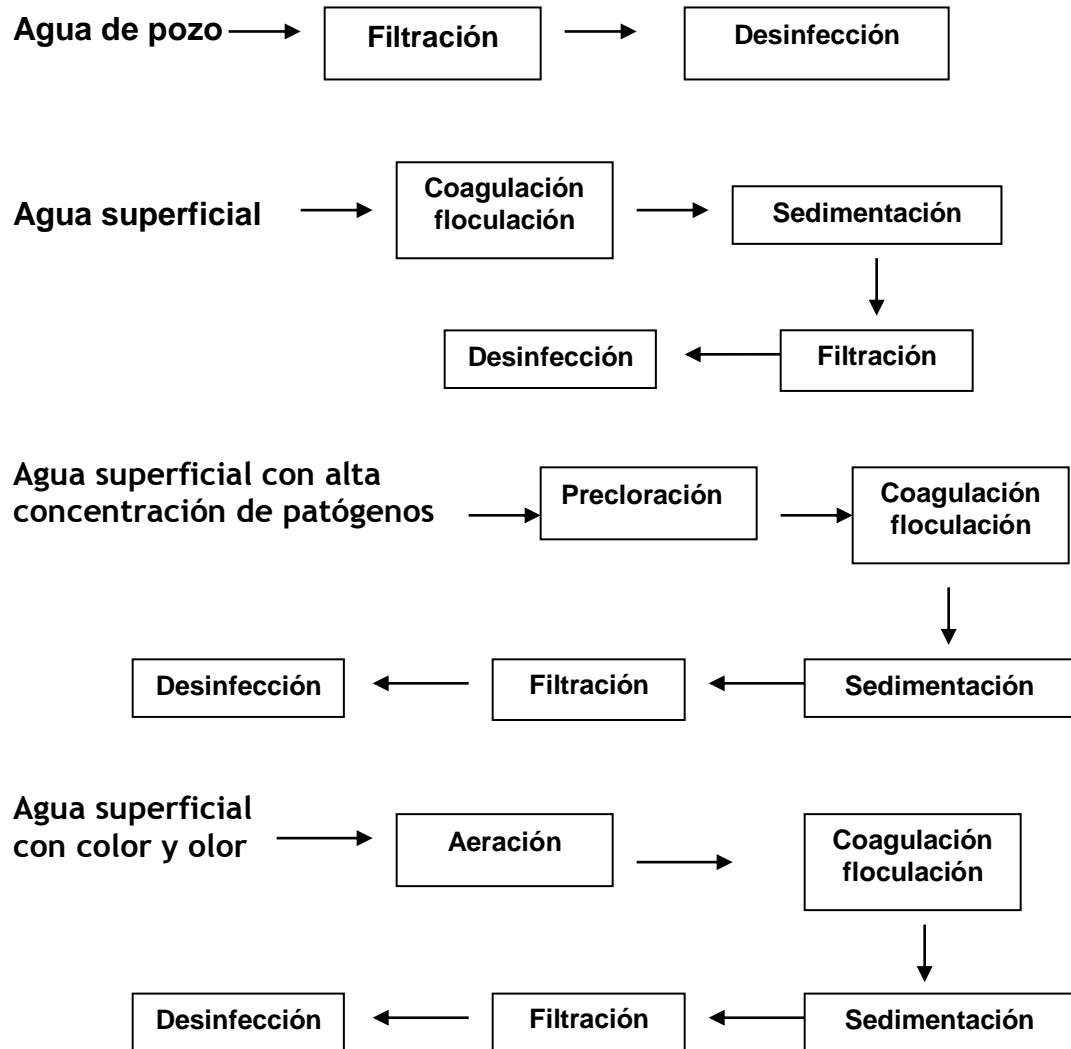 Agua de pozo
Filtración
Desinfección
Agua superficial
Coagulación
floculación
Sedimentación
Filtración
Desinfección
Agua superficial con alta
concentración de patógenos
Precloración
Coagulación
floculación
Sedimentación
Filtración
Desinfección
Agua superficial
con color y olor
Aeración
Coagulación
floculación
Sedimentación
Filtración
Desinfección